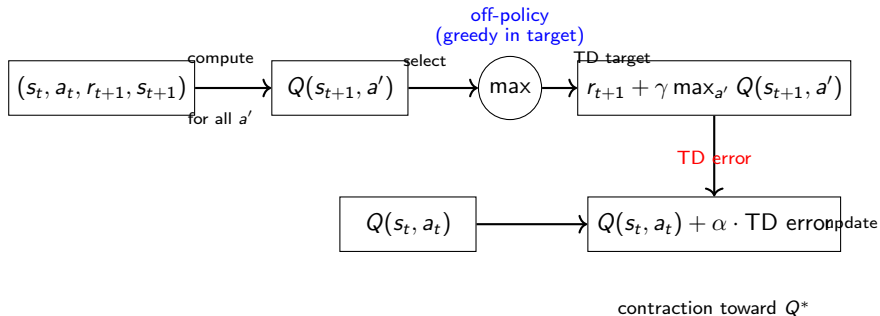 off-policy
(greedy in target)
compute
select
TD target
(s_t, a_t, r_{t+1}, s_{t+1})
Q(s_{t+1}, a′)
max
r_{t+1} + γ max_{a′} Q(s_{t+1}, a′)
for all a′
TD error
Q(s_t, a_t)
Q(s_t, a_t) + α · TD error
update
contraction toward Q*